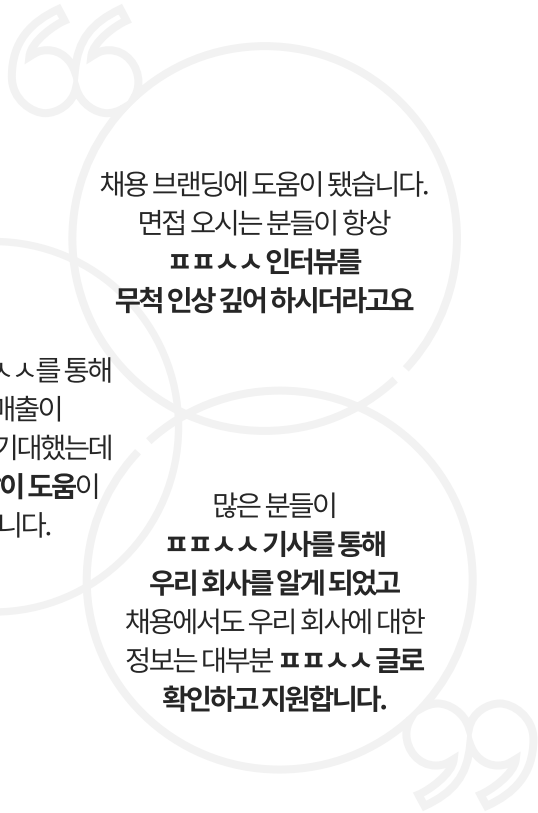 채용 브랜딩에 도움이 됐습니다.
면접 오시는 분들이 항상
ㅍㅍㅅㅅ 인터뷰를
무척 인상 깊어 하시더라고요
ㅅ를 통해
매출이
기대했는데
이 도움이
니다.
많은 분들이
ㅍㅍㅅㅅ 기사를 통해
우리 회사를 알게 되었고
채용에서도 우리 회사에 대한
정보는 대부분 ㅍㅍㅅㅅ 글로
확인하고 지원합니다.